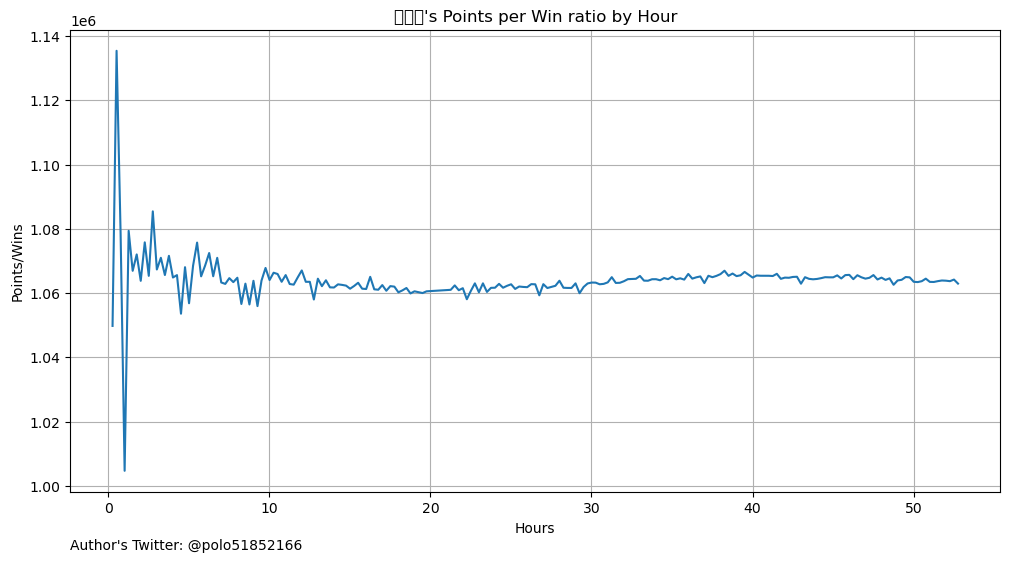 's Points per Win ratio by Hour
1e6
1.14
1.12
1.10
1.08
1.06
1.04
1.02
1.00
Points/Wins
0 10 20 30 40 50
Hours
Author's Twitter: @polo51852166